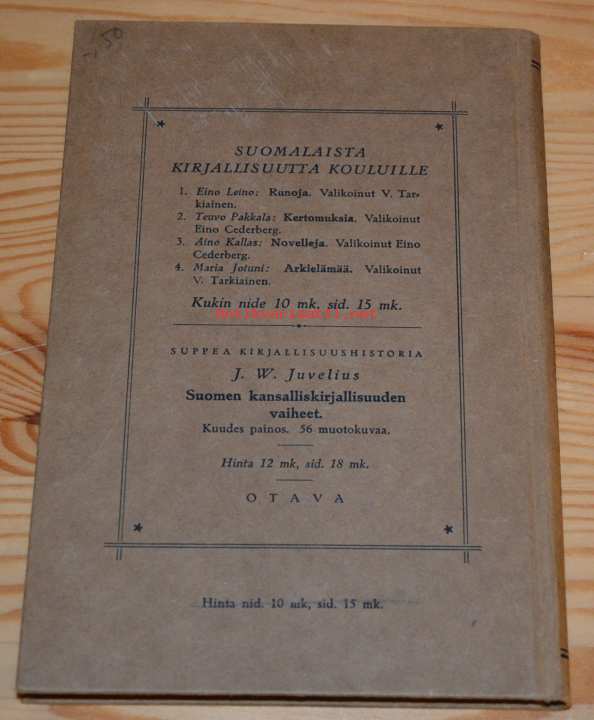 -,50
SUOMALAISTA
KIRJALLISUUTTA KOULUILLE
1. Eino Leino: Runoja. Valikoinut V. Tar-
kiainen.
2. Teuvo Pakkala: Kertomuksia. Valikoinut
Eino Cederberg.
3. Aino Kallas: Novelleja. Valikoinut Eino
Cederberg.
4. Maria Jotuni: Arkielämää. Valikoinut
V. Tarkiainen.
Kukin nide 10 mk, sid. 15 mk.
SUPPEA KIRJALLISUUSHISTORIA
J. W. Juvelius
Suomen kansalliskirjallisuuden
vaiheet.
Kuudes painos. 56 muotokuvaa.
Hinta 12 mk, sid. 18 mk.
OTAVA
Hinta nid. 10 mk, sid. 15 mk.